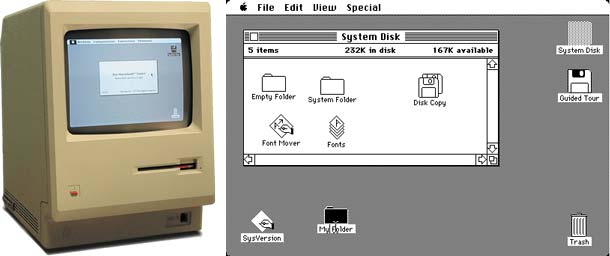 File Edit View Special
System Disk
5 items 232K in disk 167K available
Empty Folder
System Folder
Disk Copy
Font Mover
Fonts
System Disk
Guided Tour
SysVersion
My Folder
Trash